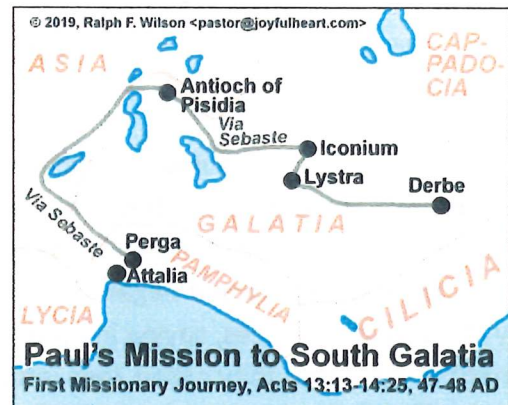 © 2019, Ralph F. Wilson <pastor@joyfulheart.com>
ASIA
CAP-
PADO-
CIA
Antioch of
Pisidia
Via
Sebaste
Iconium
Lystra
Derbe
GALATIA
Via Sebaste
Perga
Attalia
PAMPHYLIA
CILICIA
LYCIA
Paul's Mission to South Galatia
First Missionary Journey, Acts 13:13-14:25, 47-48 AD